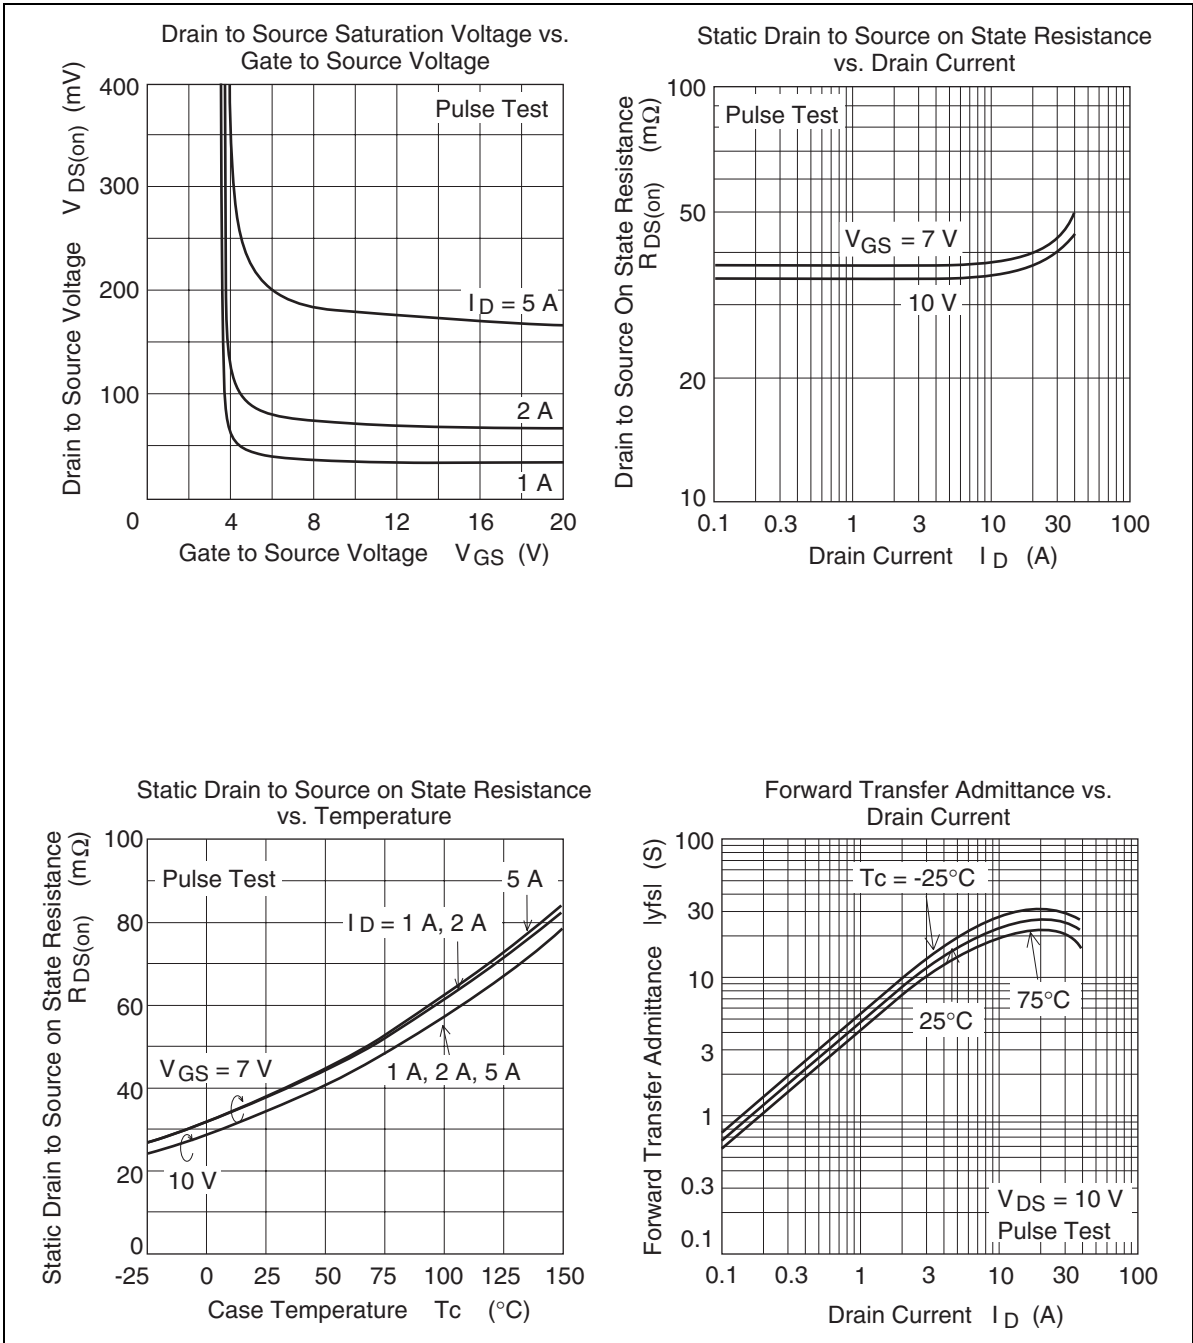 Drain to Source Saturation Voltage vs.
Gate to Source Voltage
Drain to Source Voltage V DS(on) (mV)
400
300
200
100
0
Pulse Test
I D = 5 A
2 A
1 A
4
8
12
16
20
Gate to Source Voltage V GS (V)
Static Drain to Source on State Resistance
vs. Drain Current
Drain to Source On State Resistance
R DS(on) (mΩ)
100
50
20
10
Pulse Test
V GS = 7 V
10 V
0.1
0.3
1
3
10
30
100
Drain Current I D (A)
Static Drain to Source on State Resistance
vs. Temperature
Static Drain to Source on State Resistance
R DS(on) (mΩ)
100
80
60
40
20
0
Pulse Test
5 A
I D = 1 A, 2 A
V GS = 7 V
1 A, 2 A, 5 A
10 V
-25
0
25
50
75
100
125
150
Case Temperature Tc (°C)
Forward Transfer Admittance vs.
Drain Current
Forward Transfer Admittance |yfs| (S)
100
30
10
3
1
0.3
0.1
Tc = -25°C
75°C
25°C
V DS = 10 V
Pulse Test
0.1
0.3
1
3
10
30
100
Drain Current I D (A)